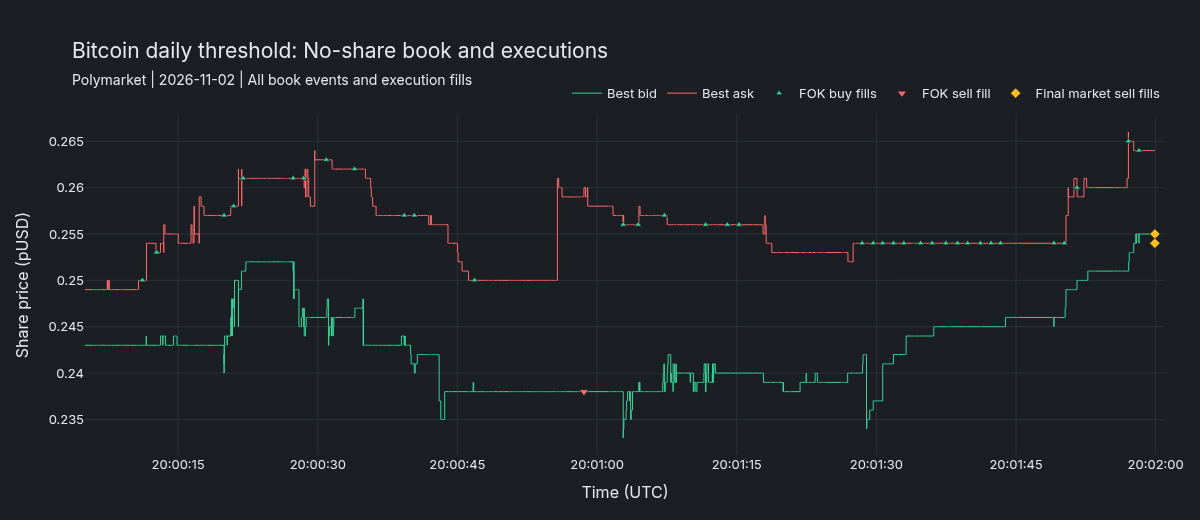 Bitcoin daily threshold: No-share book and executions
Polymarket | 2026-11-02 | All book events and execution fills
Best bid Best ask FOK buy fills FOK sell fill Final market sell fills
0.265
0.26
0.255
0.25
0.245
0.24
0.235
Share price (pUSD)
20:00:15 20:00:30 20:00:45 20:01:00 20:01:15 20:01:30 20:01:45 20:02:00
Time (UTC)